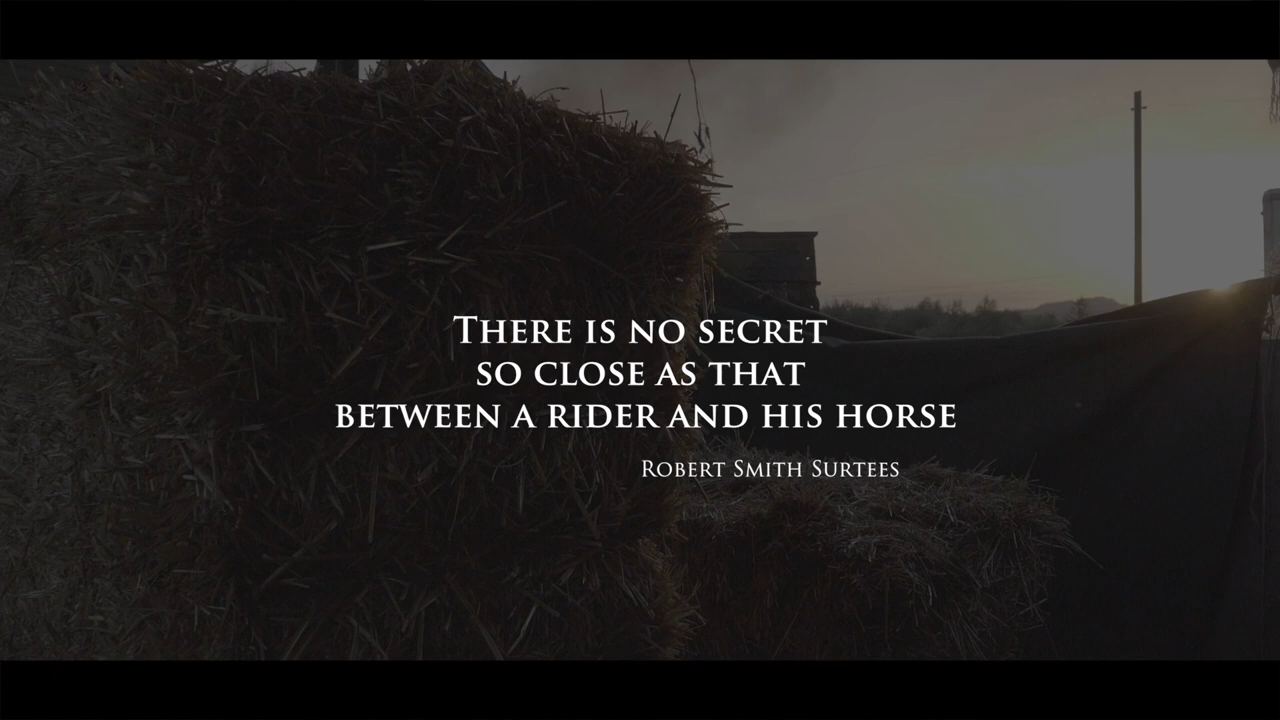 There is no secret
so close as that
between a rider and his horse
Robert Smith Surtees